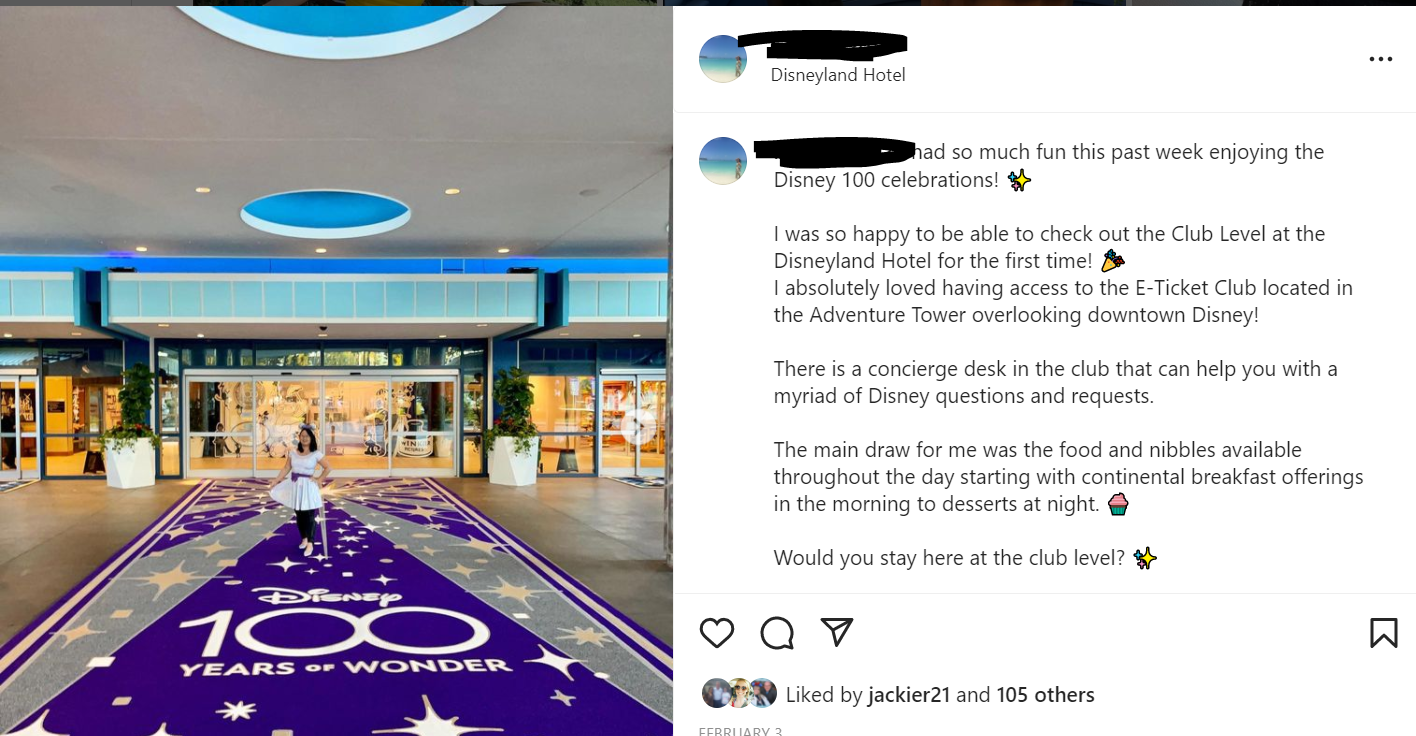 Disneyland Hotel
had so much fun this past week enjoying the
Disney 100 celebrations! ✨
I was so happy to be able to check out the Club Level at the
Disneyland Hotel for the first time! 🎉
I absolutely loved having access to the E-Ticket Club located in
the Adventure Tower overlooking downtown Disney!
There is a concierge desk in the club that can help you with a
myriad of Disney questions and requests.
The main draw for me was the food and nibbles available
throughout the day starting with continental breakfast offerings
in the morning to desserts at night. 🧁
Would you stay here at the club level? ✨
Liked by jackier21 and 105 others
FEBRUARY 3
Disney
100
YEARS OF WONDER